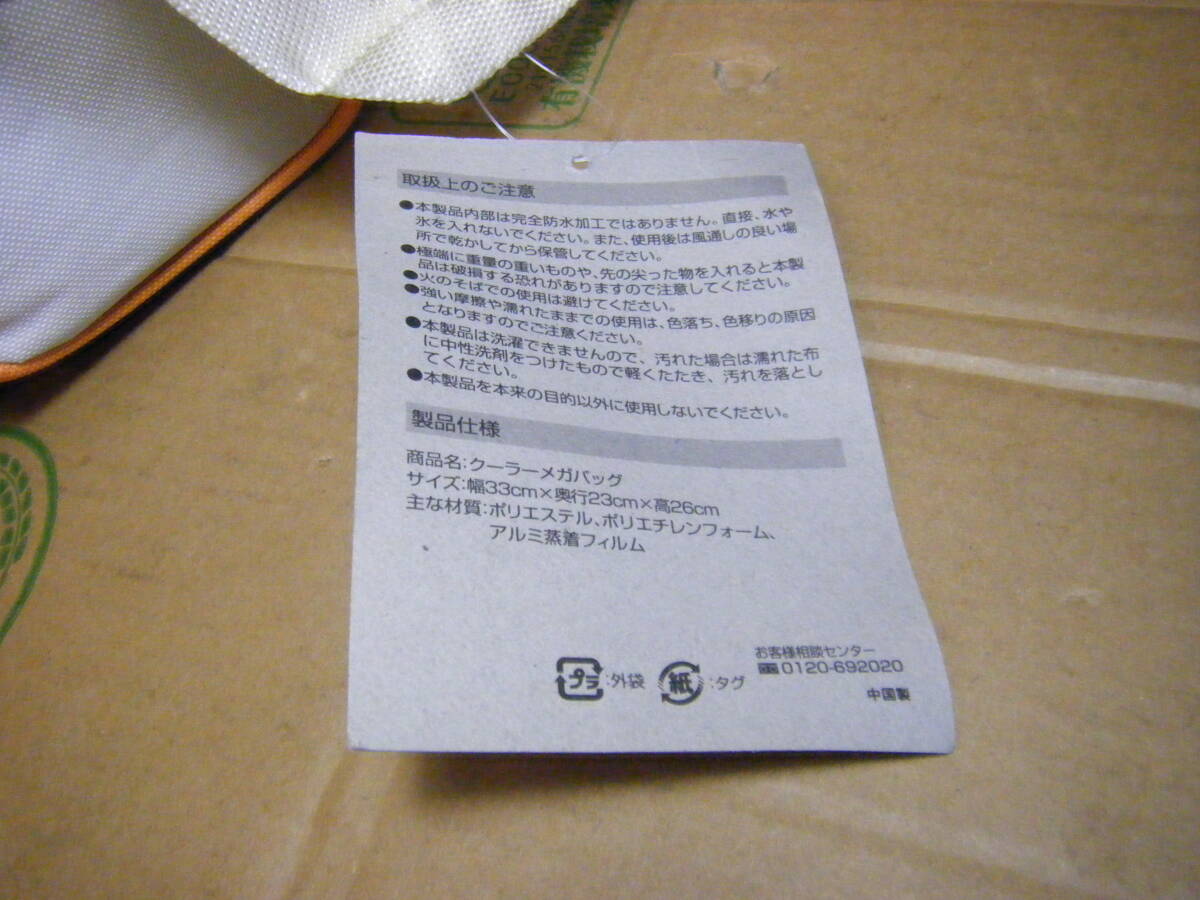 取扱上のご注意
●本製品内部は完全防水加工ではありません。直接、水や
氷を入れないでください。また、使用後は風通しの良い場
所で乾かしてから保管してください。
●極端に重量の重いものや、先の尖った物を入れると本製
品は破損する恐れがありますので注意してください。
●火のそばでの使用は避けてください。
●強い摩擦や濡れたままでの使用は、色落ち、色移りの原因
となりますのでご注意ください。
●本製品は洗濯できませんので、汚れた場合は濡れた布
に中性洗剤をつけたもので軽くたたき、汚れを落とし
てください。
●本製品を本来の目的以外に使用しないでください。
製品仕様
商品名:クーラーメガバッグ
サイズ:幅33cm×奥行23cm×高26cm
主な材質:ポリエステル、ポリエチレンフォーム、
アルミ蒸着フィルム
プラ:外袋 紙:タグ
お客様相談センター
0120-692020
中国製